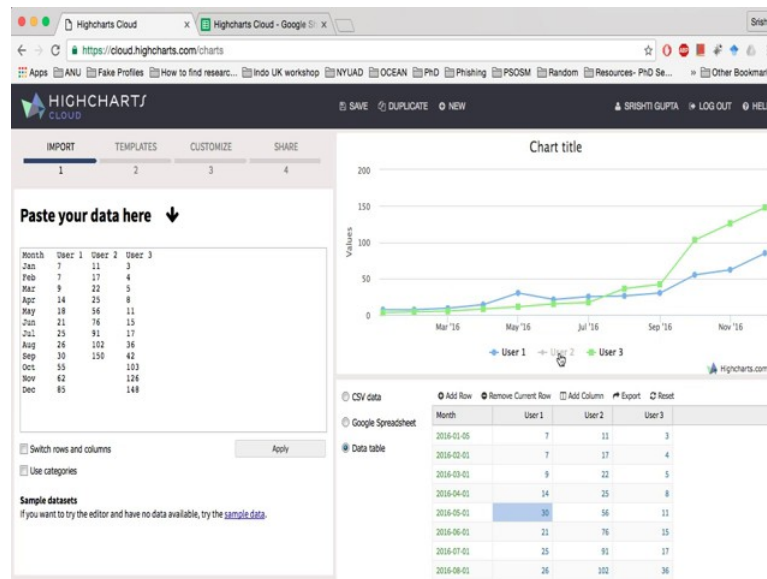 Highcharts Cloud
Highcharts Cloud - Google Sh
Srish
https://cloud.highcharts.com/charts
Apps ANU Fake Profiles How to find researc... Indo UK workshop NYUAD OCEAN PhD Phishing PSOSM Random Resources- PhD Se... » Other Bookmar
HIGHCHARTS
CLOUD
SAVE DUPLICATE NEW
SRISHTI GUPTA LOG OUT HEL
IMPORT TEMPLATES CUSTOMIZE SHARE
1 2 3 4
Paste your data here
Month User 1 User 2 User 3
Jan 7 11 3
Feb 7 17 4
Mar 9 22 5
Apr 14 25 8
May 18 56 11
Jun 21 76 15
Jul 25 91 17
Aug 26 102 36
Sep 30 150 42
Oct 55 103
Nov 62 126
Dec 85 148
Switch rows and columns
Apply
Use categories
Sample datasets
If you want to try the editor and have no data available, try the sample data.
Chart title
200
150
100
50
0
Values
Mar '16 May '16 Jul '16 Sep '16 Nov '16
User 1 User 2 User 3
Highcharts.com
CSV data
Google Spreadsheet
Data table
Add Row Remove Current Row Add Column Export Reset
Month User 1 User 2 User 3
2016-01-05 7 11 3
2016-02-01 7 17 4
2016-03-01 9 22 5
2016-04-01 14 25 8
2016-05-01 30 56 11
2016-06-01 21 76 15
2016-07-01 25 91 17
2016-08-01 26 102 36